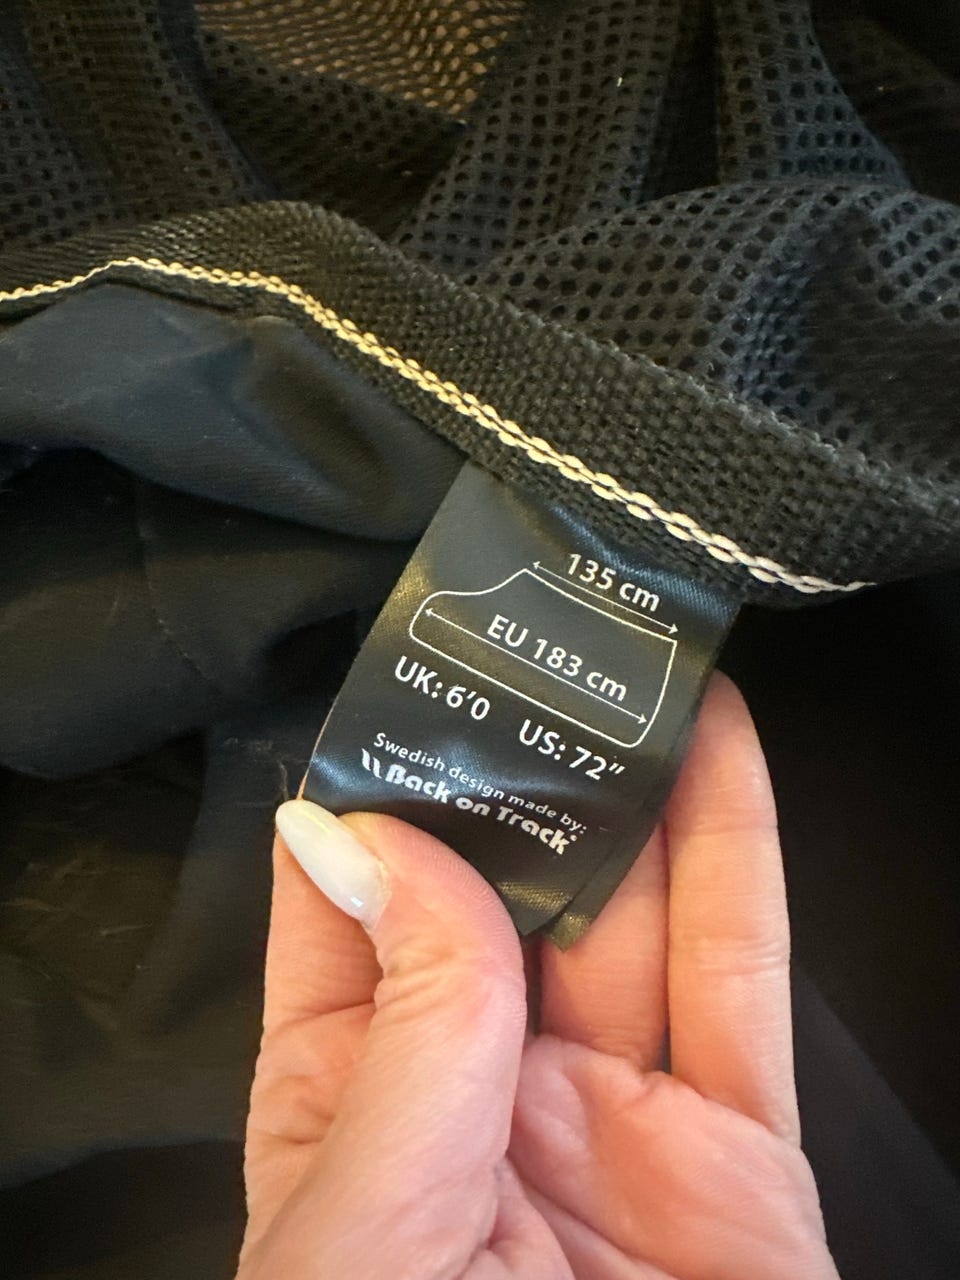 135 cm
EU 183 cm
UK: 6'0 US: 72"
Swedish design made by:
Back on Track®